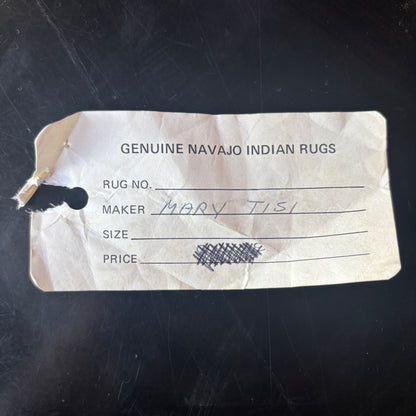 GENUINE NAVAJO INDIAN RUGS
RUG NO.
MAKER MARY TISI
SIZE
PRICE